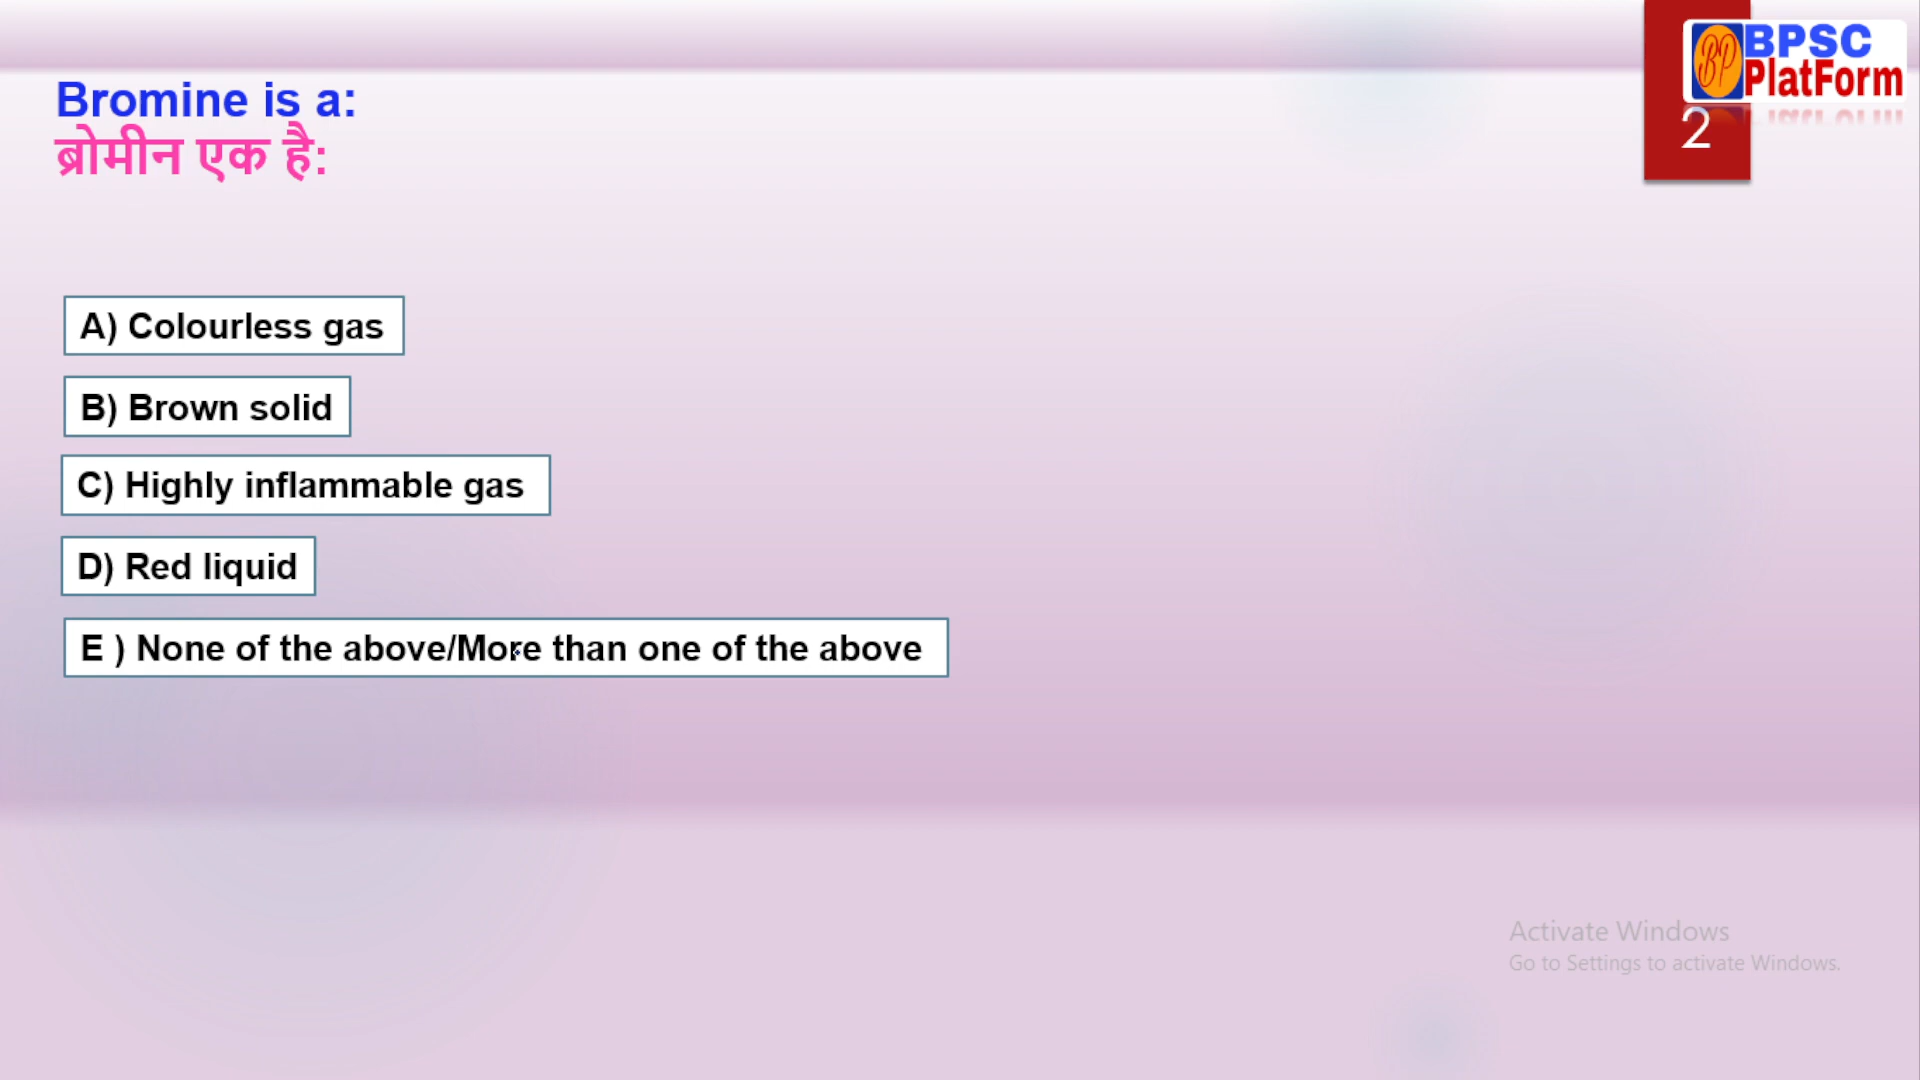 BPSC
PlatForm
2
Bromine is a:
ब्रोमीन एक है:
A) Colourless gas
B) Brown solid
C) Highly inflammable gas
D) Red liquid
E ) None of the above/More than one of the above
Activate Windows
Go to Settings to activate Windows.